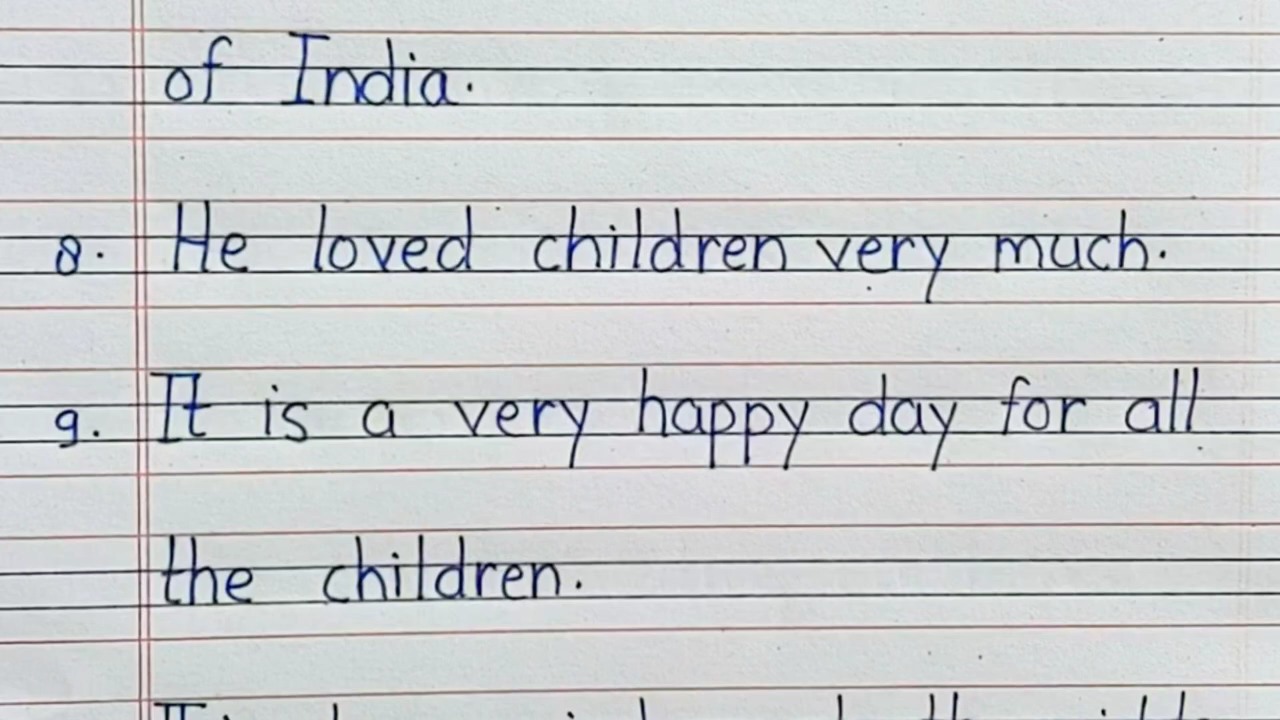 of India.
8. He loved children very much.
9. It is a very happy day for all
the children.